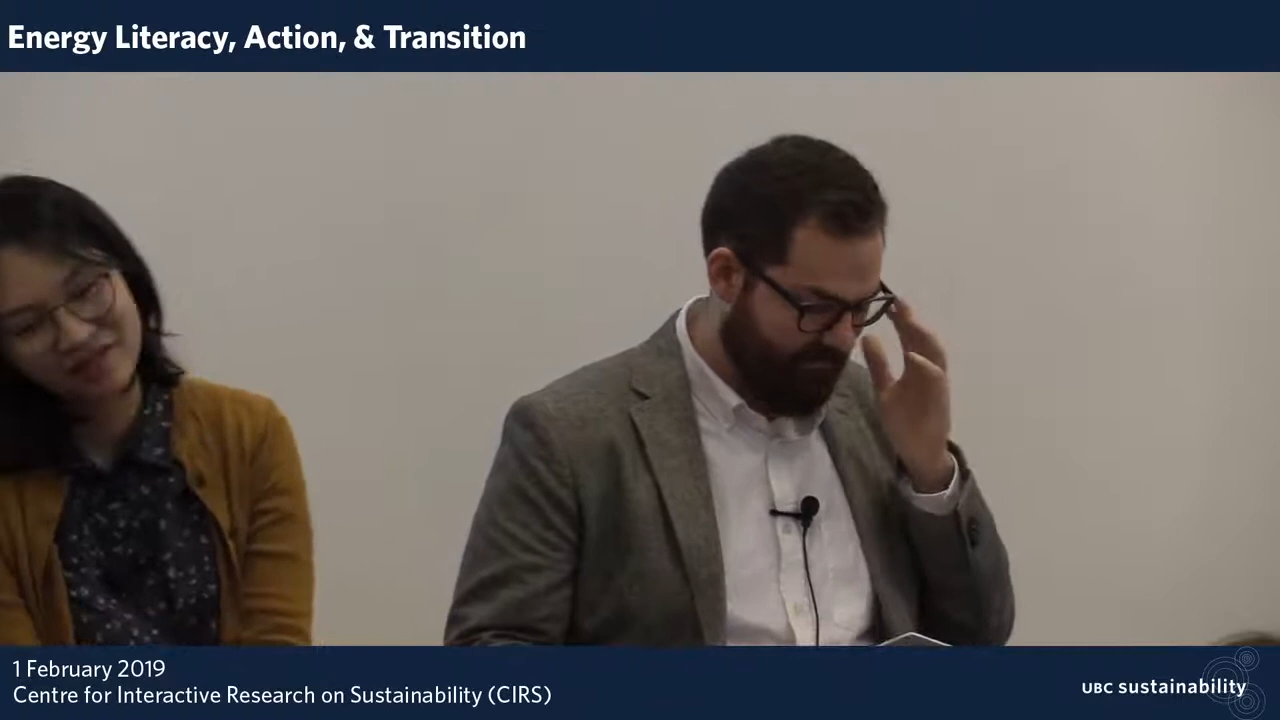 Energy Literacy, Action, & Transition
1 February 2019
Centre for Interactive Research on Sustainability (CIRS)
UBC sustainability